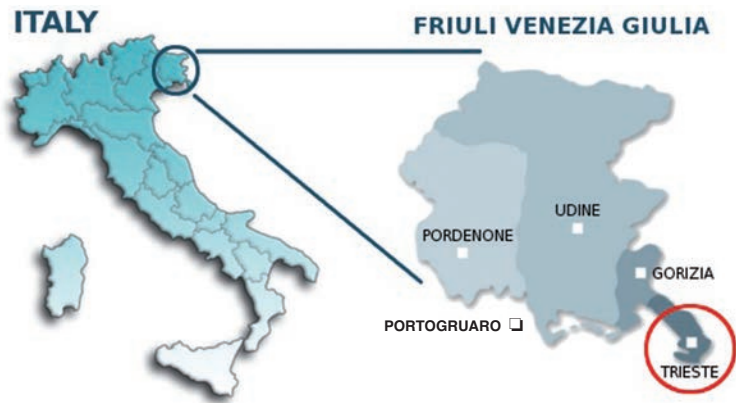 ITALY
FRIULI VENEZIA GIULIA
UDINE
PORDENONE
GORIZIA
PORTOGRUARO
TRIESTE